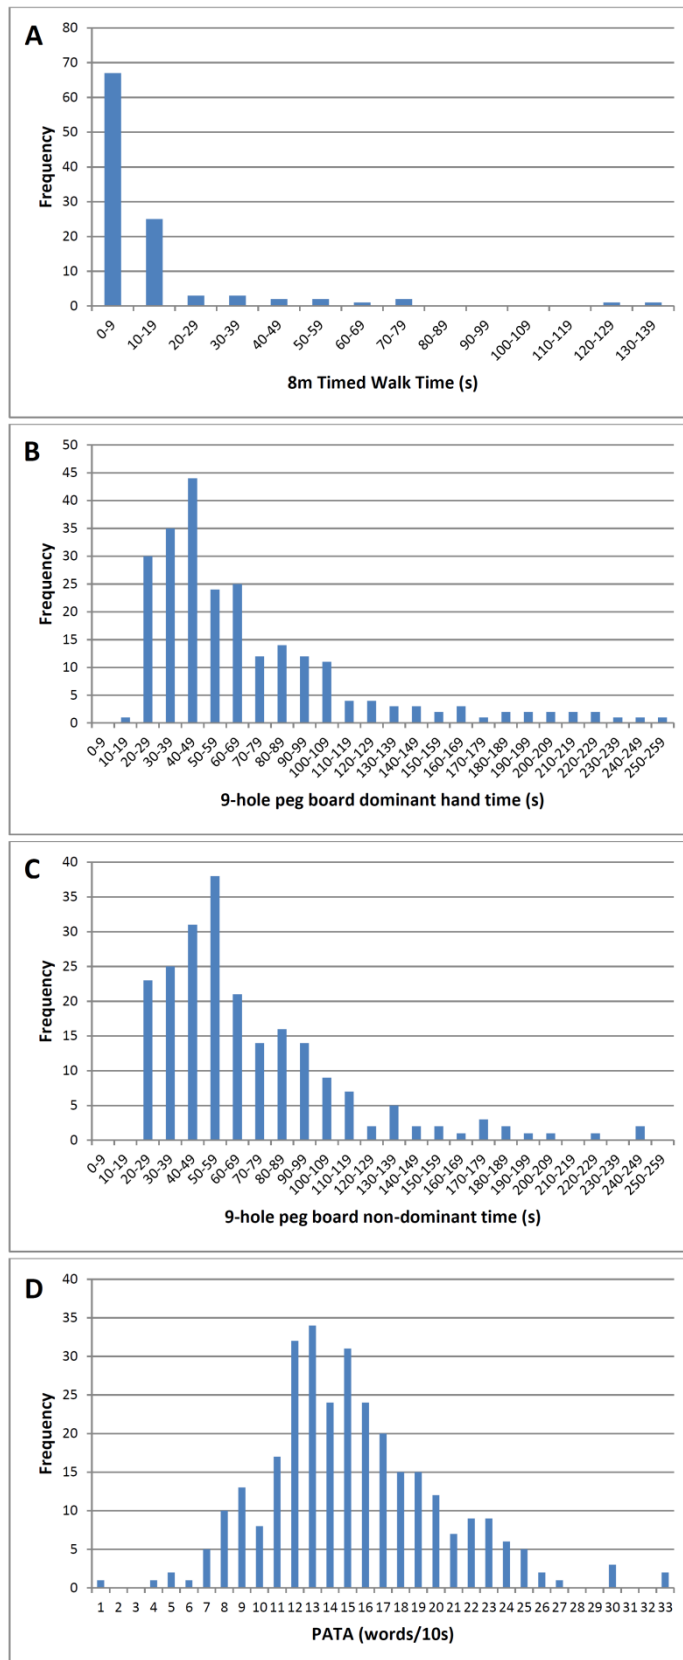 A
80
70
60
50
40
30
20
10
0
Frequency
0-9 10-19 20-29 30-39 40-49 50-59 60-69 70-79 80-89 90-99 100-109 110-119 120-129 130-139
8m Timed Walk Time (s)
B
50
45
40
35
30
25
20
15
10
5
0
Frequency
0-9 10-19 20-29 30-39 40-49 50-59 60-69 70-79 80-89 90-99 100-109 110-119 120-129 130-139 140-149 150-159 160-169 170-179 180-189 190-199 200-209 210-219 220-229 230-239 240-249 250-259
9-hole peg board dominant hand time (s)
C
40
35
30
25
20
15
10
5
0
Frequency
0-9 10-19 20-29 30-39 40-49 50-59 60-69 70-79 80-89 90-99 100-109 110-119 120-129 130-139 140-149 150-159 160-169 170-179 180-189 190-199 200-209 210-219 220-229 230-239 240-249 250-259
9-hole peg board non-dominant time (s)
D
40
35
30
25
20
15
10
5
0
Frequency
1 2 3 4 5 6 7 8 9 10 11 12 13 14 15 16 17 18 19 20 21 22 23 24 25 26 27 28 29 30 31 32 33
PATA (words/10s)